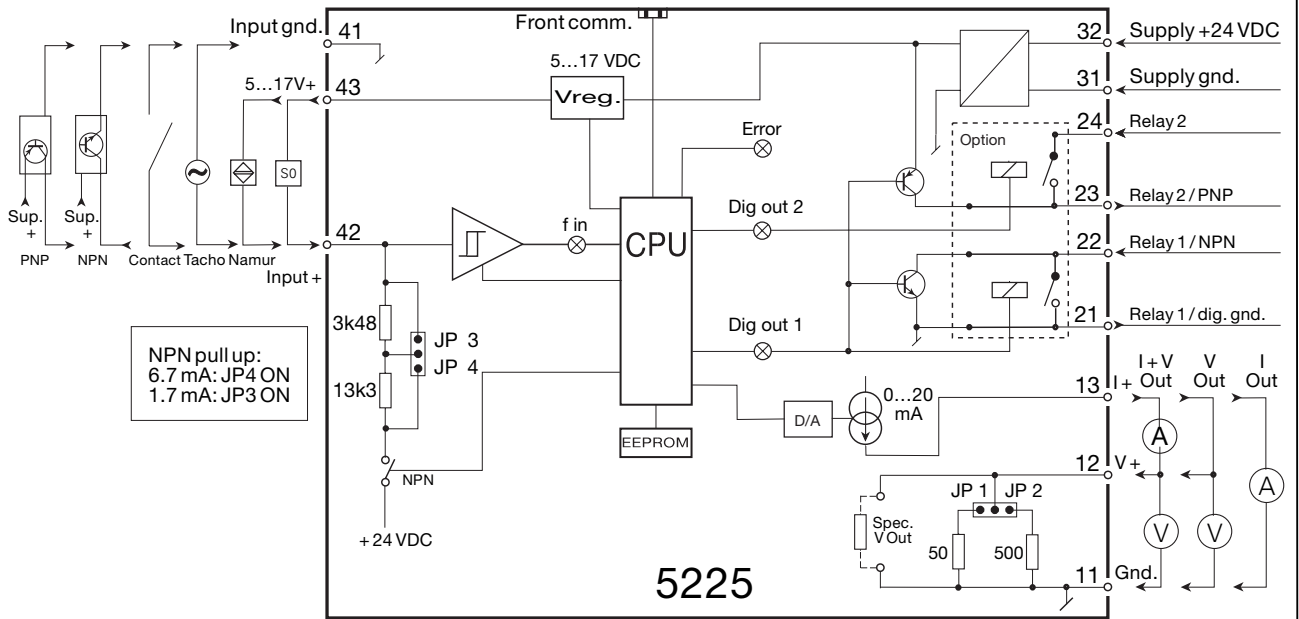 Input gnd. 41
Front comm.
32 Supply +24 VDC
5...17V+ 43
5...17 VDC
Vreg.
31 Supply gnd.
24 Relay 2
Error
Option
S0
Sup.
+
PNP
Sup.
+
NPN
Contact Tacho Namur
Input +
42
f in
CPU
Dig out 2
23 Relay 2 / PNP
22 Relay 1 / NPN
3k48
JP 3
JP 4
13k3
Dig out 1
21 Relay 1 / dig. gnd.
NPN pull up:
6.7 mA: JP4 ON
1.7 mA: JP3 ON
I + V
Out
V
Out
I
Out
13 I+
D/A
0...20
mA
A
A
EEPROM
NPN
+ 24 VDC
12 V +
JP 1 JP 2
Spec.
V Out
50
500
V
V
11 Gnd.
5225